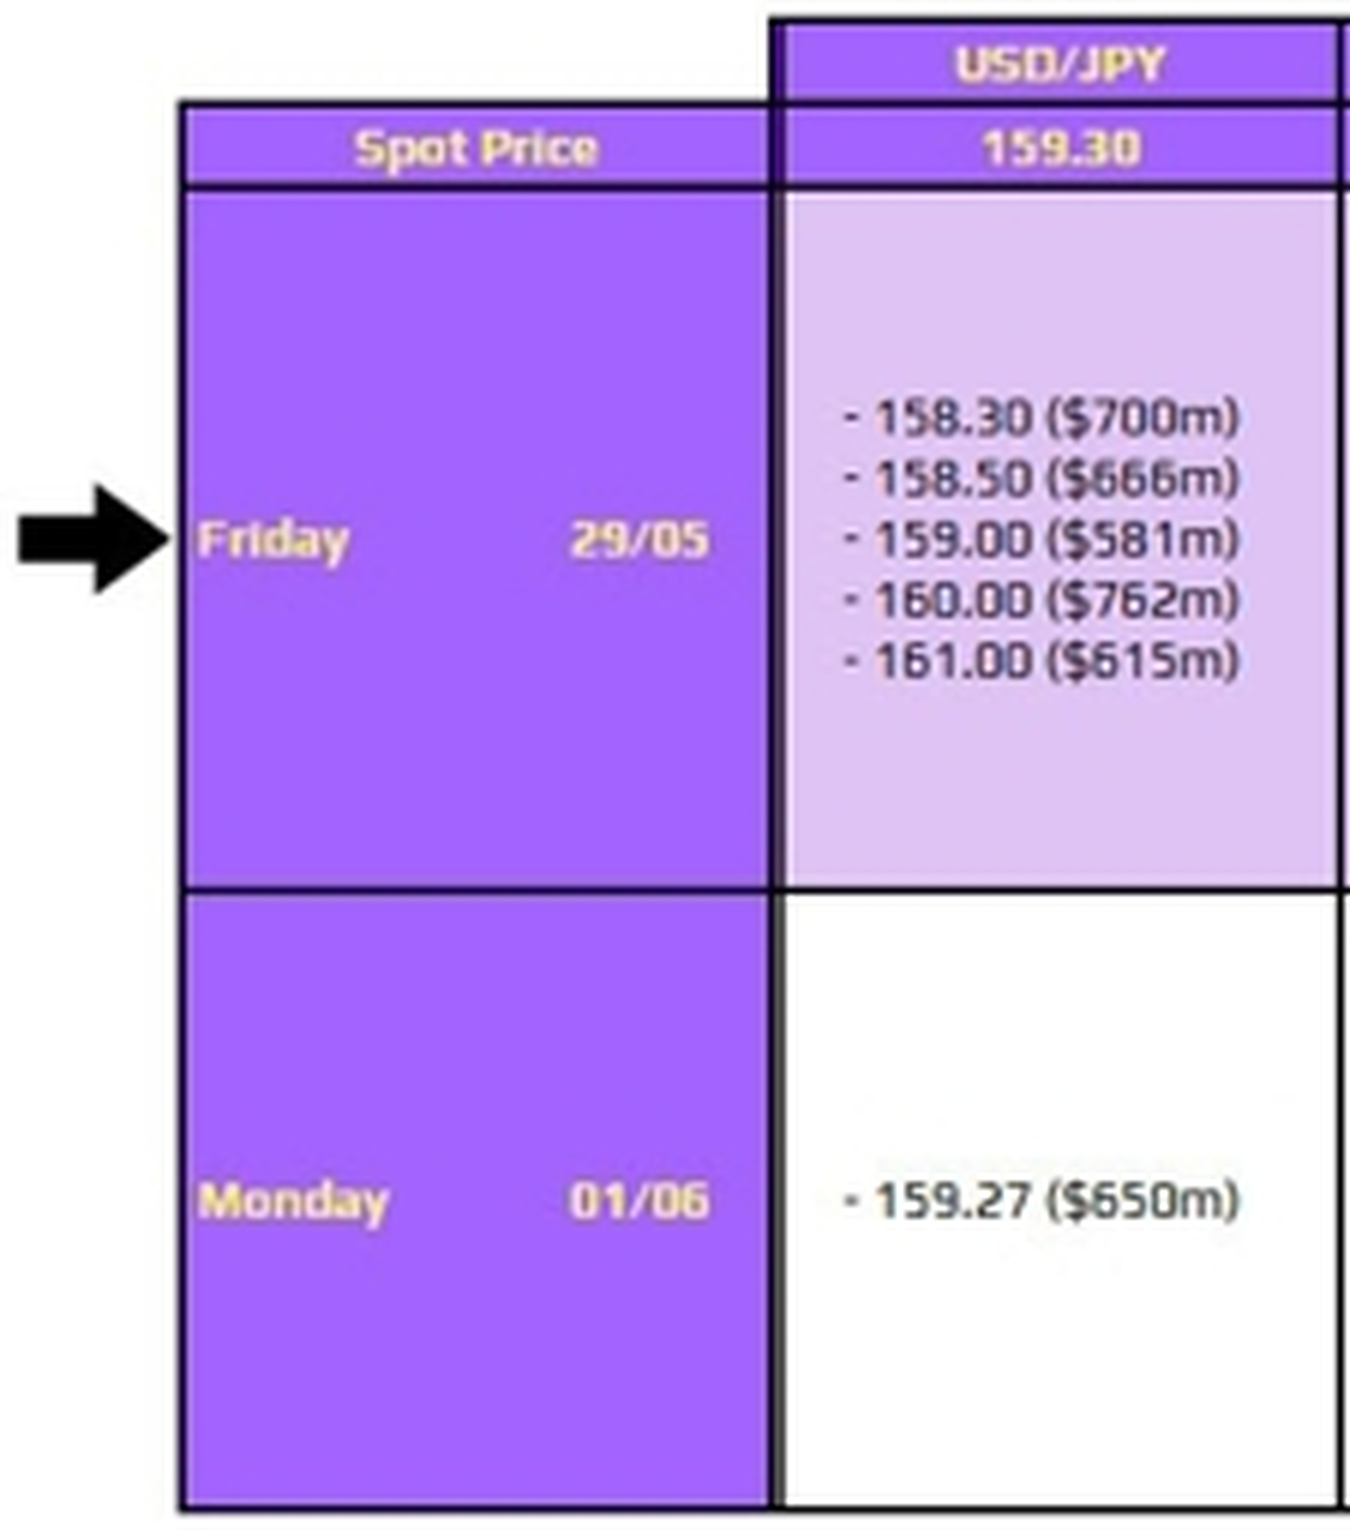 USD/JPY
Spot Price 159.30
- 158.30 ($700m)
- 158.50 ($666m)
Friday 29/05 - 159.00 ($581m)
- 160.00 ($762m)
- 161.00 ($615m)
Monday 01/06 - 159.27 ($650m)